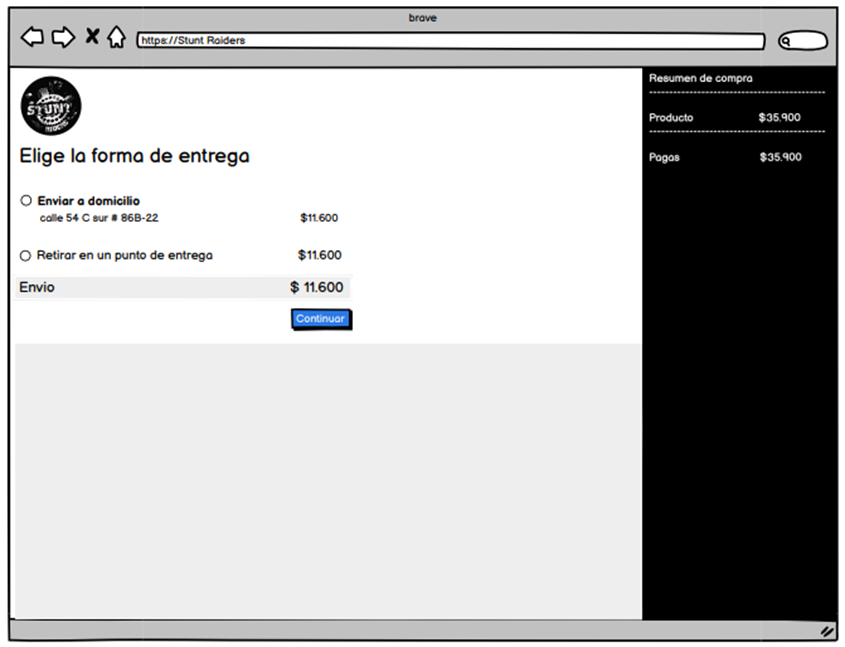 brave
https://Stunt Raiders
STUNT
Elige la forma de entrega
Enviar a domicilio
calle 54 C sur # 86B-22 $11.600
Retirar en un punto de entrega $11.600
Envio $ 11.600
Continuar
Resumen de compra
Producto $35.900
Pagas $35.900